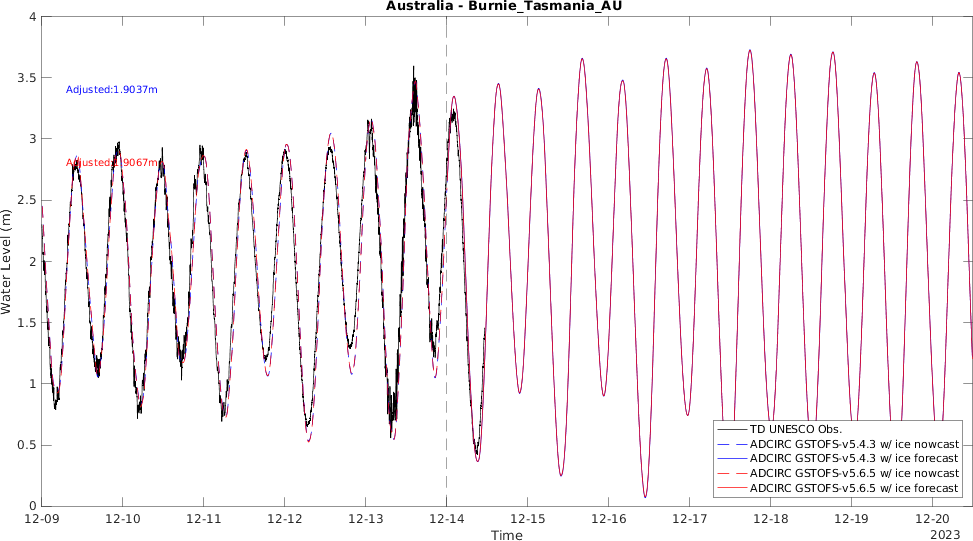 Australia - Burnie_Tasmania_AU
4
3.5
3
2.5
2
1.5
1
0.5
0
Water Level (m)
Adjusted:1.9037m
Adjusted:1.9067m
TD UNESCO Obs.
ADCIRC GSTOFS-v5.4.3 w/ ice nowcast
ADCIRC GSTOFS-v5.4.3 w/ ice forecast
ADCIRC GSTOFS-v5.6.5 w/ ice nowcast
ADCIRC GSTOFS-v5.6.5 w/ ice forecast
12-09 12-10 12-11 12-12 12-13 12-14 12-15 12-16 12-17 12-18 12-19 12-20
Time
2023